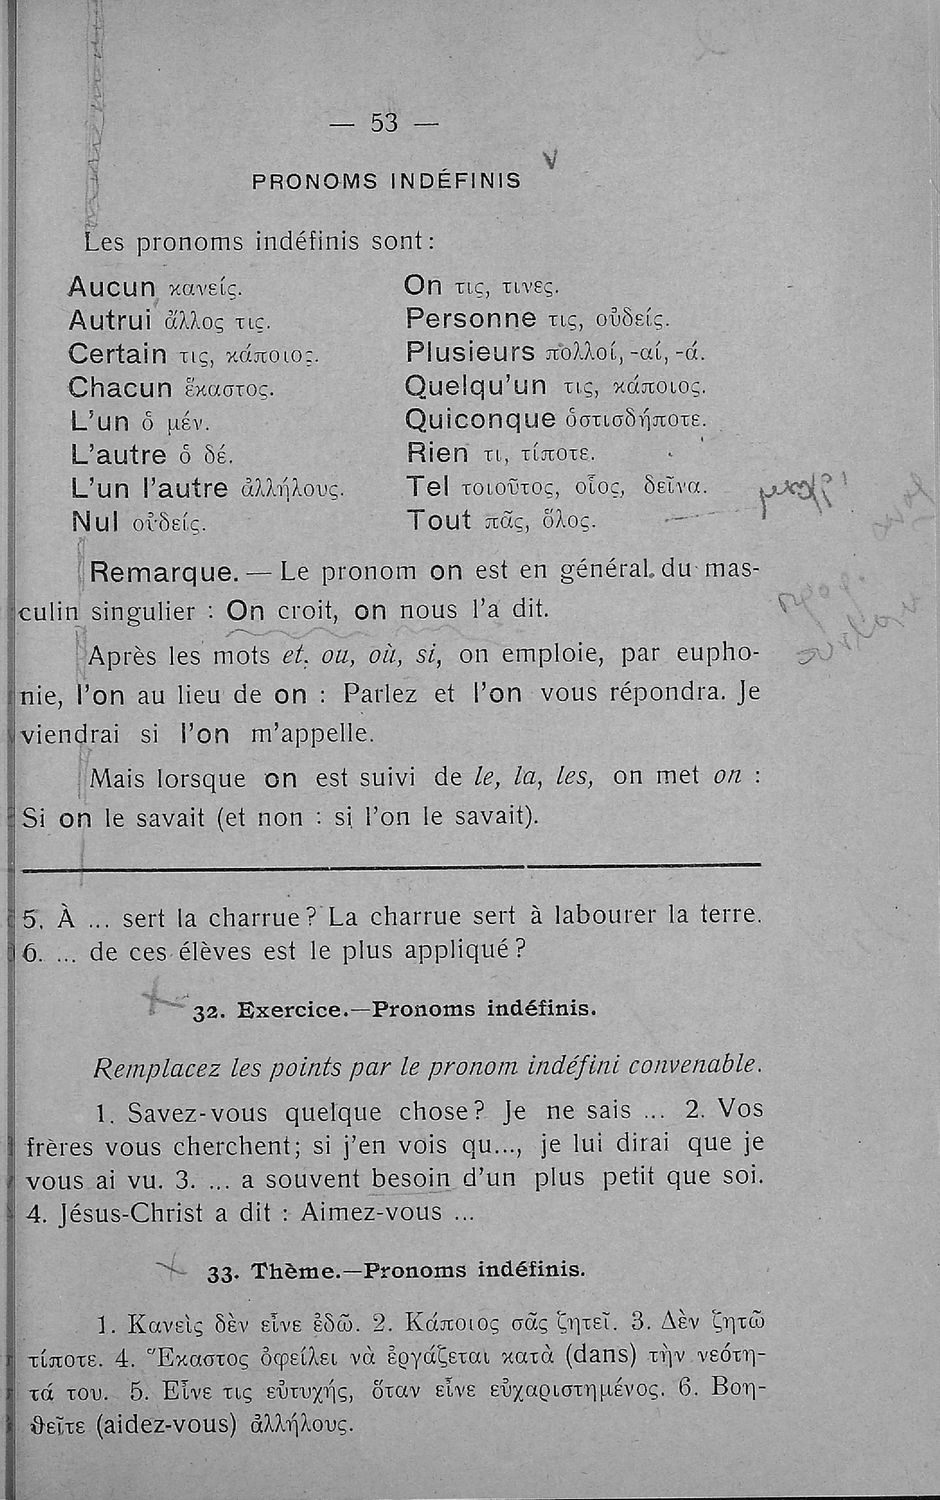 — 53 —
PRONOMS INDÉFINIS
Les pronoms indéfinis sont:
Aucun κανείς.
Autrui ἄλλος τις.
Certain τις, κάποιος.
Chacun ἕκαστος.
L'un ὁ μέν.
L'autre ὁ δέ.
L'un l'autre ἀλλήλους.
Nul οὐδείς.
On τις, τινες.
Personne τις, οὐδείς.
Plusieurs πολλοί, -αί, -ά.
Quelqu'un τις, κάποιος.
Quiconque ὁστισδήποτε.
Rien τι, τίποτε.
Tel τοιοῦτος, οἷος, δεῖνα.
Tout πᾶς, ὅλος.
Remarque. — Le pronom on est en général du mas-
culin singulier : On croit, on nous l'a dit.
Après les mots et, ou, où, si, on emploie, par eupho-
nie, l'on au lieu de on : Parlez et l'on vous répondra. Je
viendrai si l'on m'appelle.
Mais lorsque on est suivi de le, la, les, on met on :
Si on le savait (et non : si l'on le savait).
5. À ... sert la charrue? La charrue sert à labourer la terre.
6. ... de ces élèves est le plus appliqué?
32. Exercice.—Pronoms indéfinis.
Remplacez les points par le pronom indéfini convenable.
1. Savez-vous quelque chose? Je ne sais ... 2. Vos
frères vous cherchent; si j'en vois qu..., je lui dirai que je
vous ai vu. 3. ... a souvent besoin d'un plus petit que soi.
4. Jésus-Christ a dit : Aimez-vous ...
33. Thème.—Pronoms indéfinis.
1. Κανεὶς δὲν εἶνε ἐδῶ. 2. Κάποιος σᾶς ζητεῖ. 3. Δὲν ζητῶ
τίποτε. 4. Ἕκαστος ὀφείλει νὰ ἐργάζεται κατὰ (dans) τὴν νεότη-
τά του. 5. Εἶνε τις εὐτυχής, ὅταν εἶνε εὐχαριστημένος. 6. Βοη-
θεῖτε (aidez-vous) ἀλλήλους.